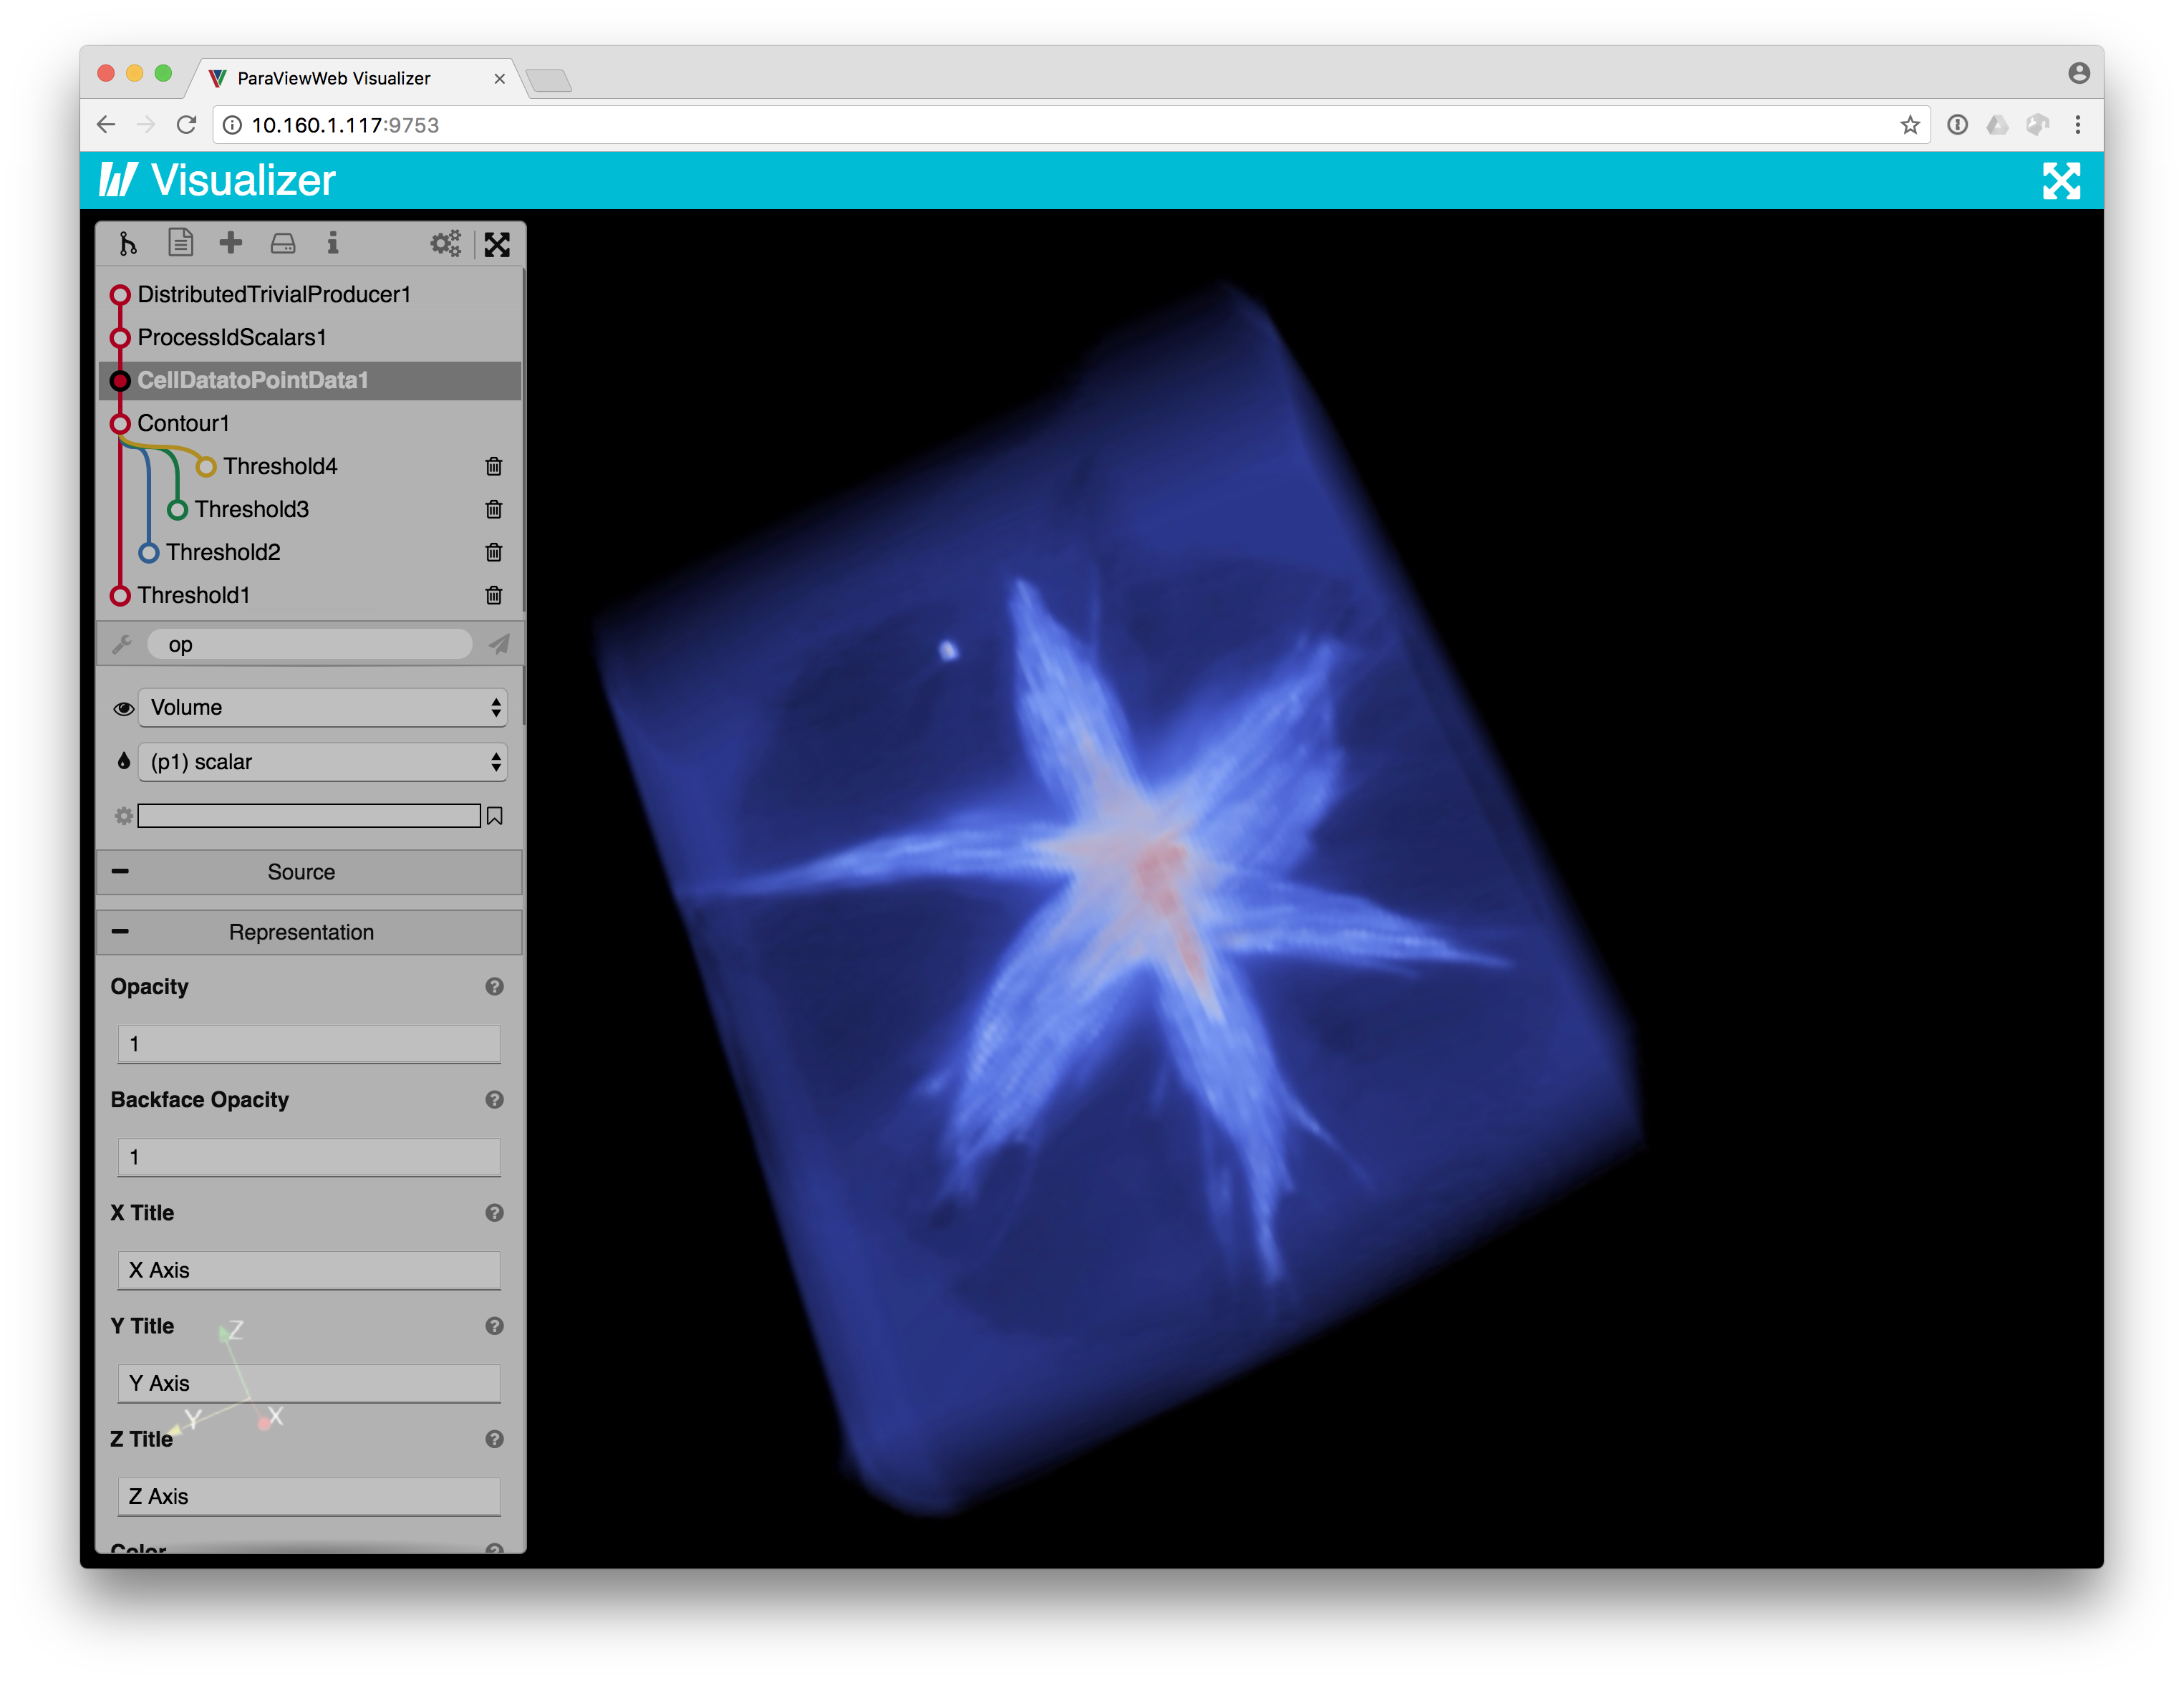 ParaViewWeb Visualizer
10.160.1.117:9753
Visualizer
DistributedTrivialProducer1
ProcessIdScalars1
CellDatatoPointData1
Contour1
Threshold4
Threshold3
Threshold2
Threshold1
op
Volume
(p1) scalar
Source
Representation
Opacity
1
Backface Opacity
1
X Title
X Axis
Y Title
Z
Y Axis
Y X
Z Title
Z Axis
Color